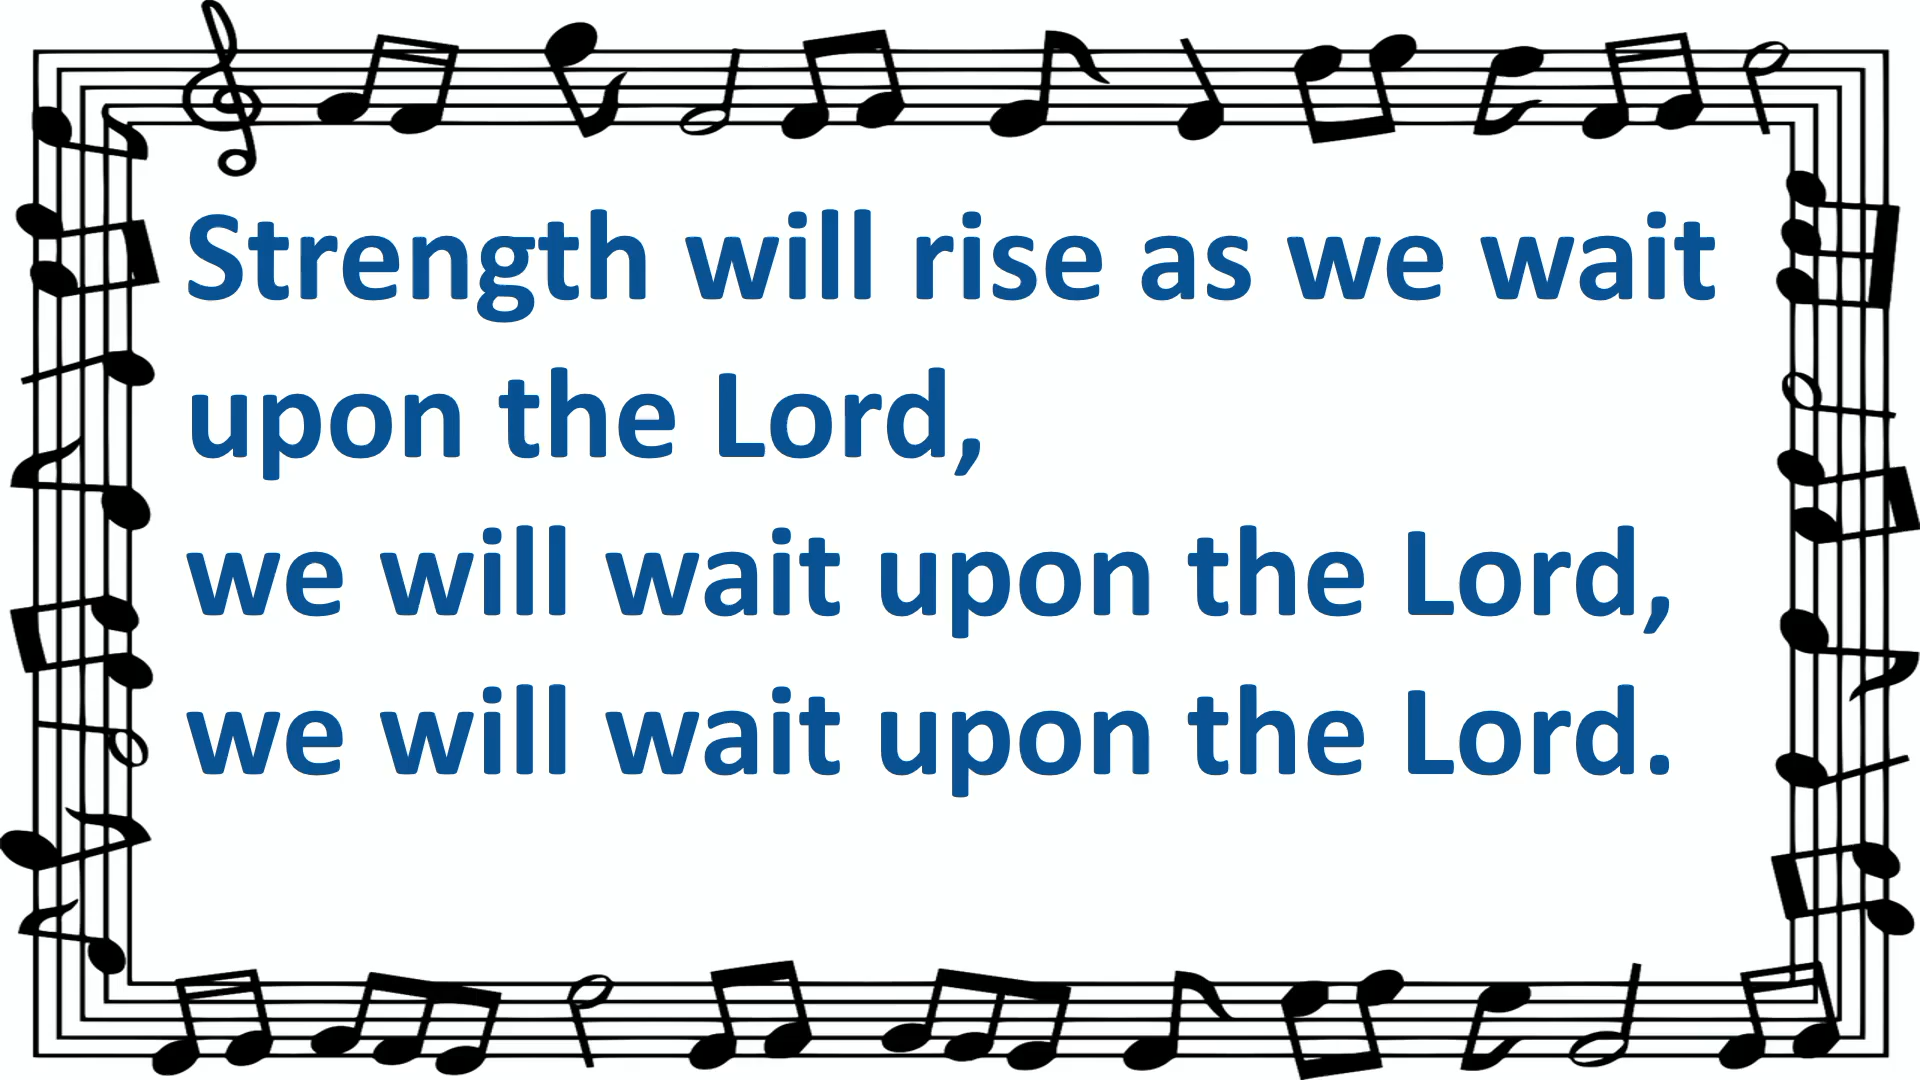 Strength will rise as we wait
upon the Lord,
we will wait upon the Lord,
we will wait upon the Lord.